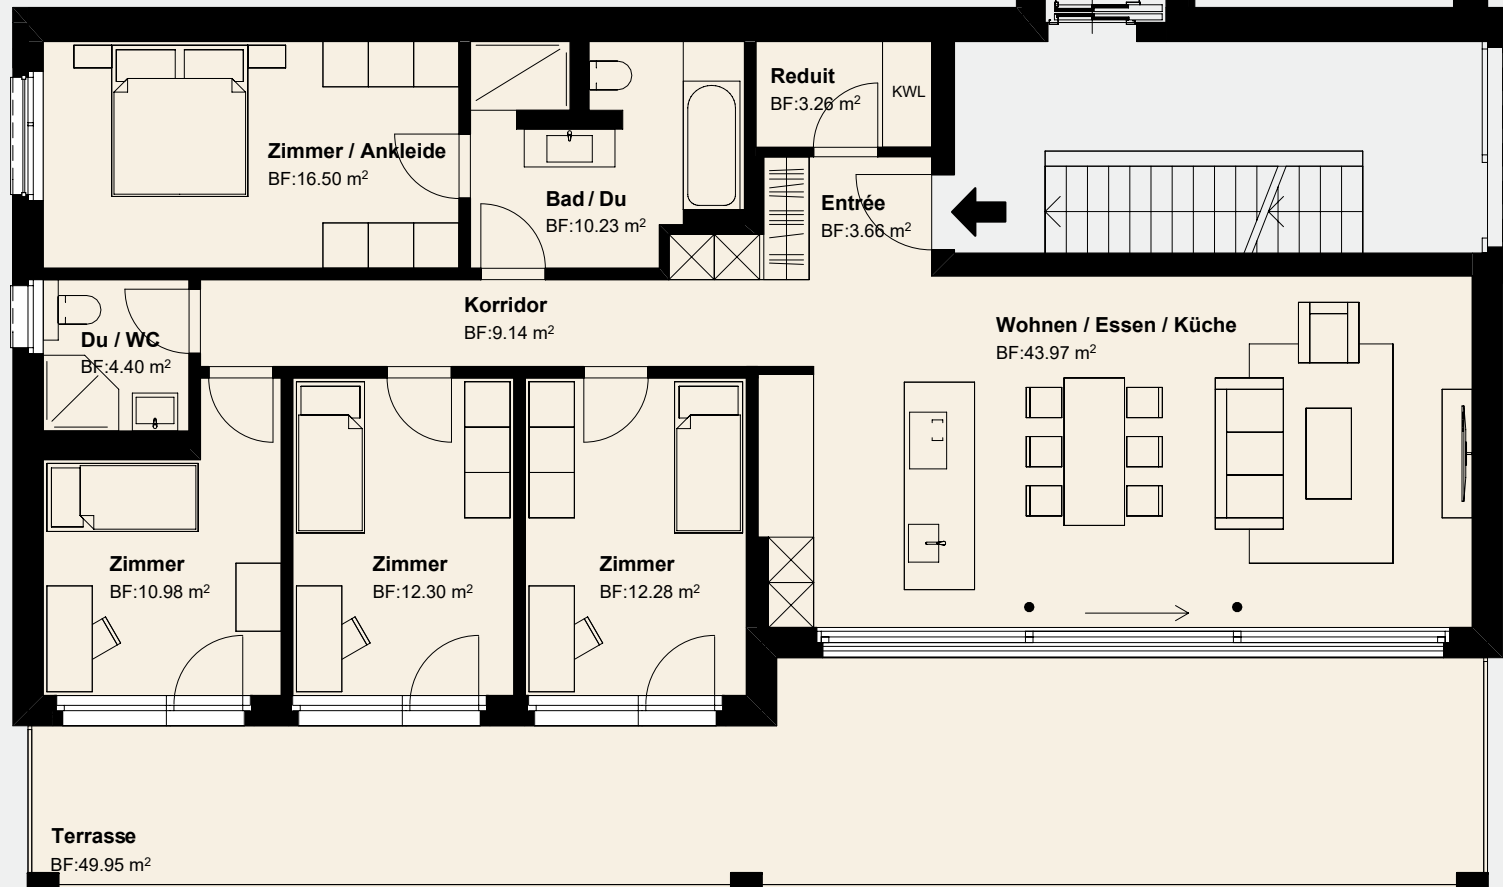 Reduit
BF:3.26 m²
KWL
Zimmer / Ankleide
BF:16.50 m²
Bad / Du
BF:10.23 m²
Entrée
BF:3.66 m²
Korridor
BF:9.14 m²
Wohnen / Essen / Küche
BF:43.97 m²
Du / WC
BF:4.40 m²
Zimmer
BF:10.98 m²
Zimmer
BF:12.30 m²
Zimmer
BF:12.28 m²
Terrasse
BF:49.95 m²